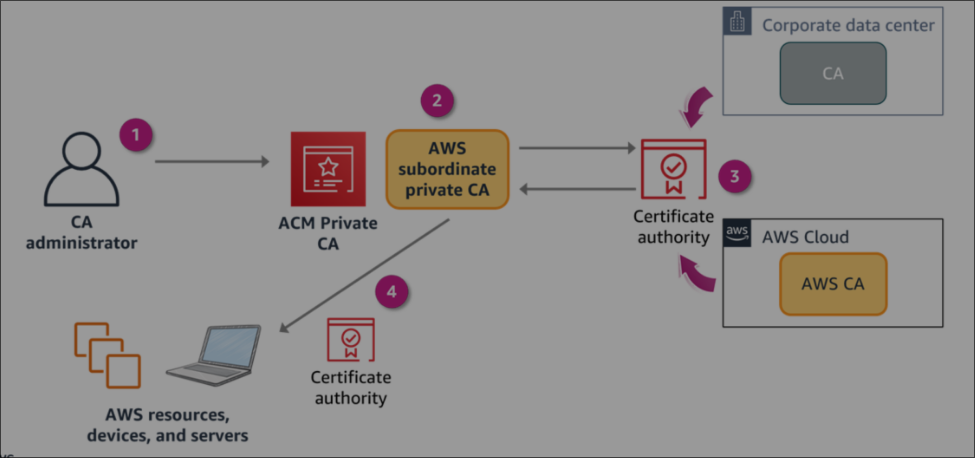 Corporate data center
CA
1
2
CA
administrator
ACM Private
CA
AWS
subordinate
private CA
3
Certificate
authority
aws
AWS Cloud
AWS CA
4
Certificate
authority
AWS resources,
devices, and servers